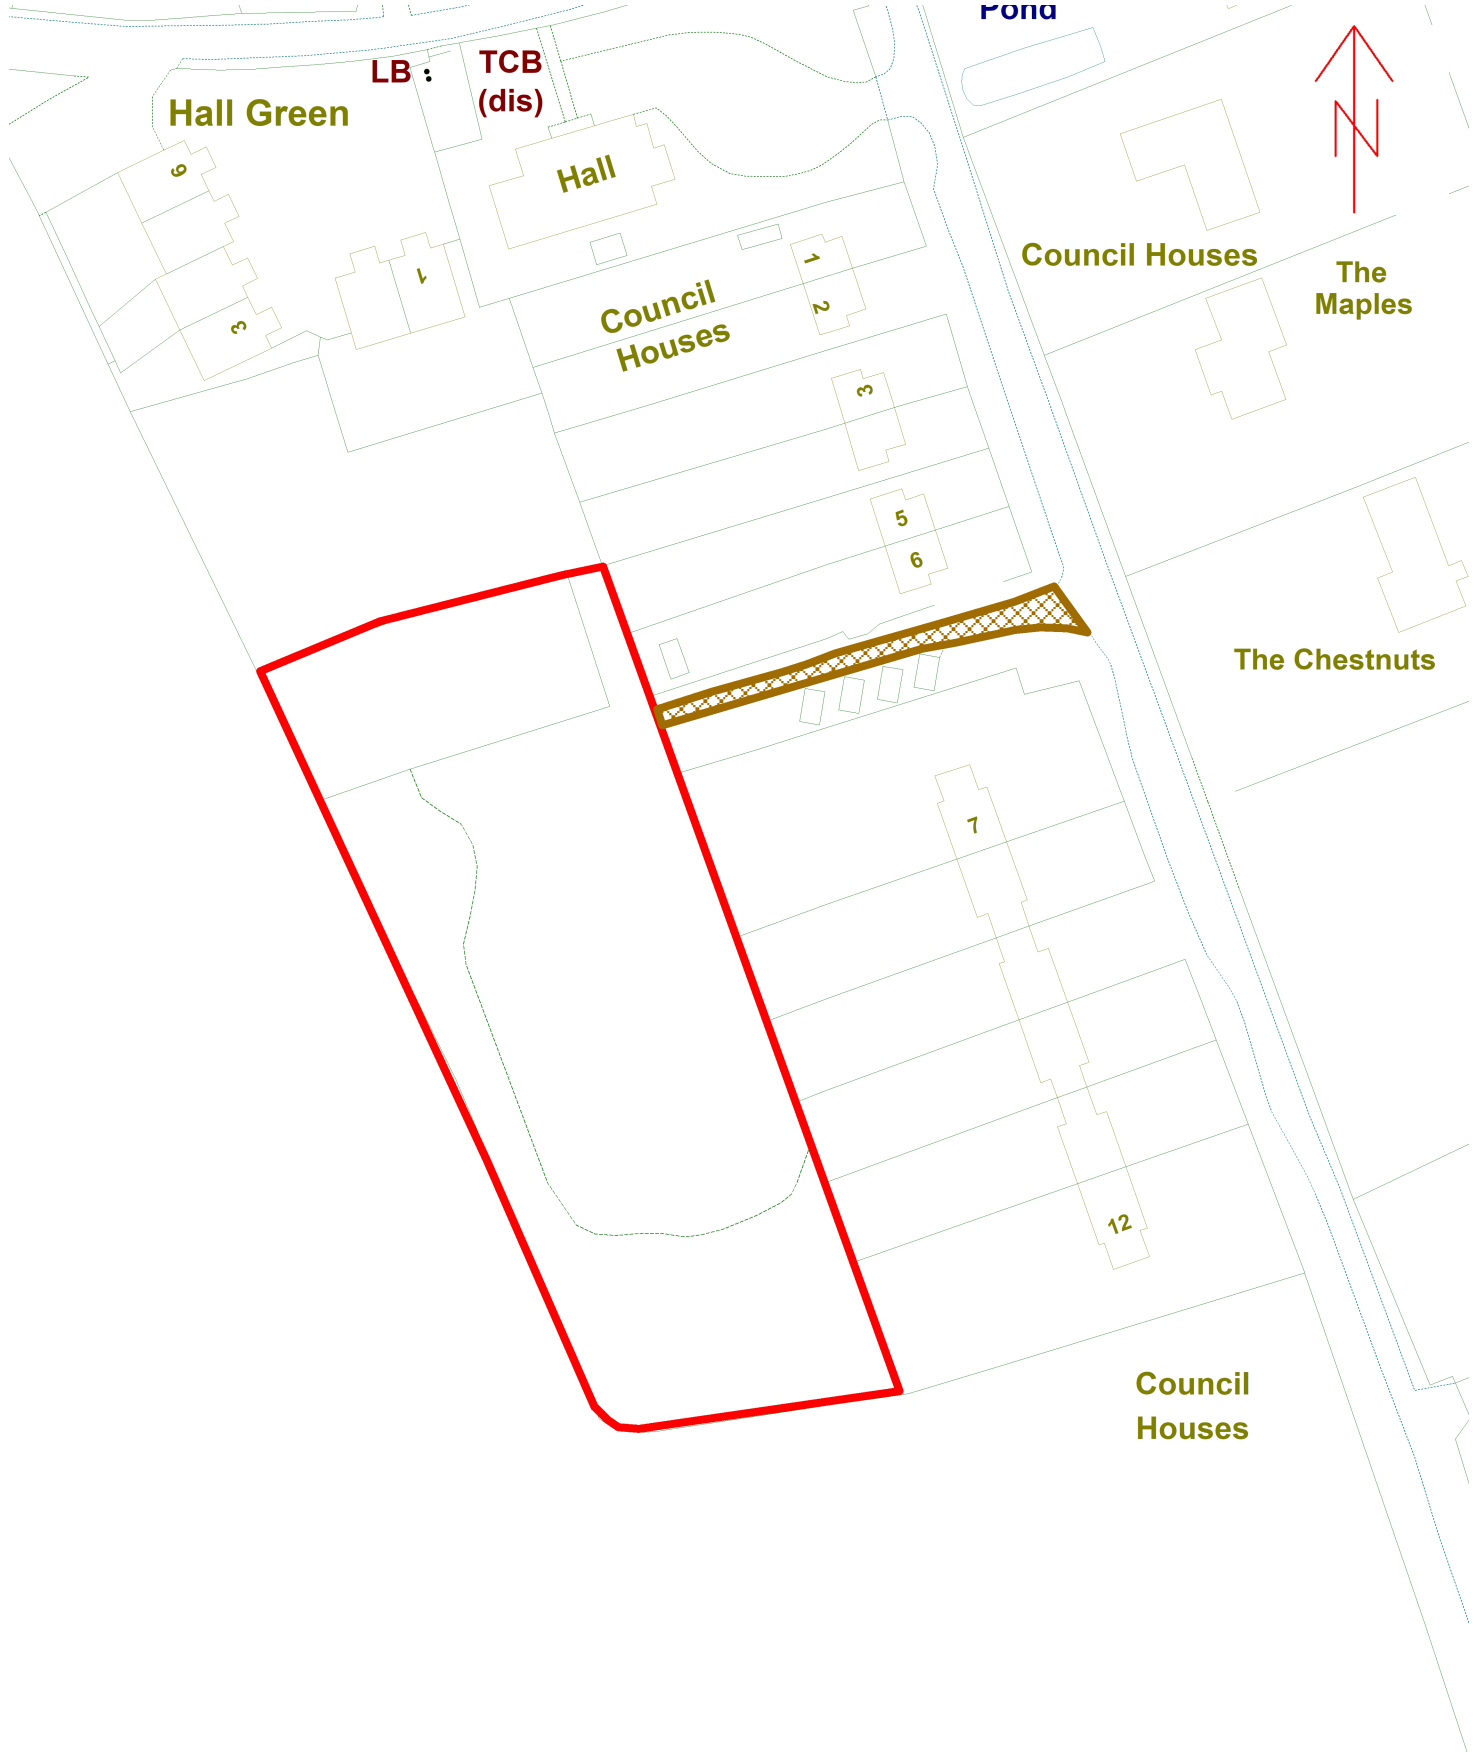 Pond
LB
TCB
(dis)
Hall Green
N
9
Hall
Council Houses
The
Maples
1
1
2
Council
Houses
3
3
5
6
The Chestnuts
7
12
Council
Houses